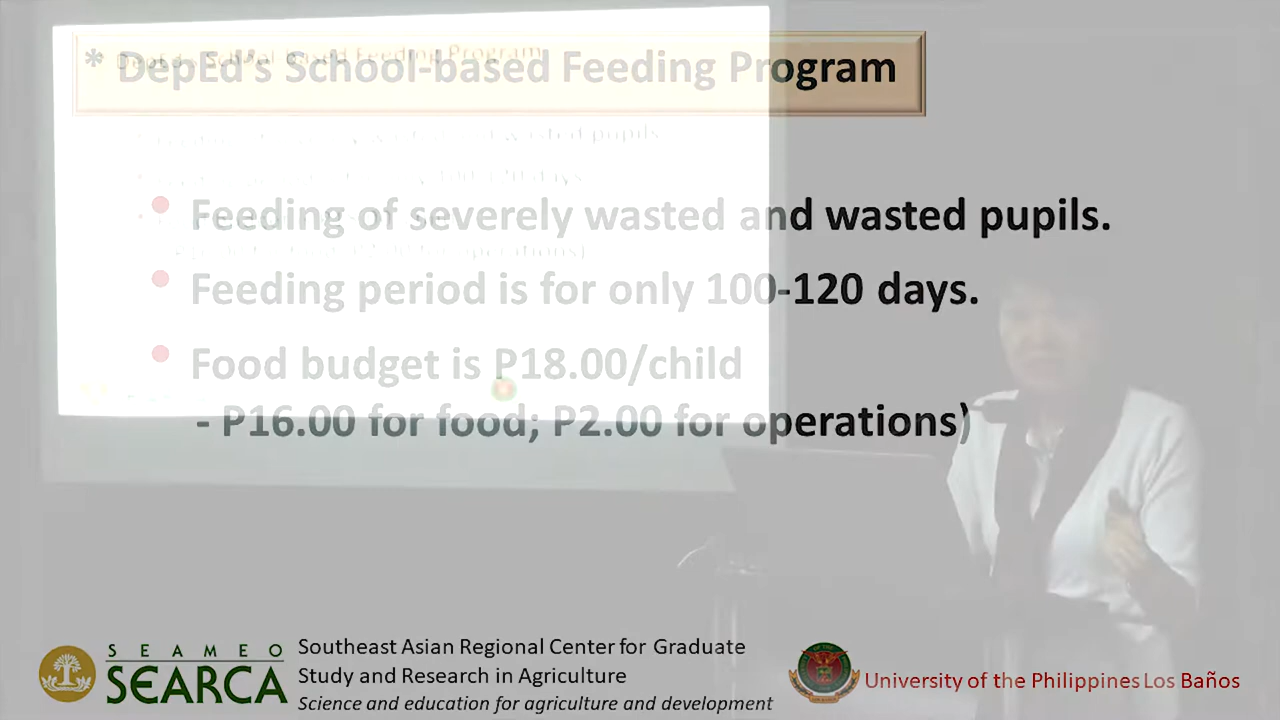 * DepEd's School-based Feeding Program
• Feeding of severely wasted and wasted pupils.
• Feeding period is for only 100-120 days.
• Food budget is P18.00/child
- P16.00 for food; P2.00 for operations)
SEAMEO
SEARCA
Southeast Asian Regional Center for Graduate
Study and Research in Agriculture
Science and education for agriculture and development
University of the Philippines Los Baños